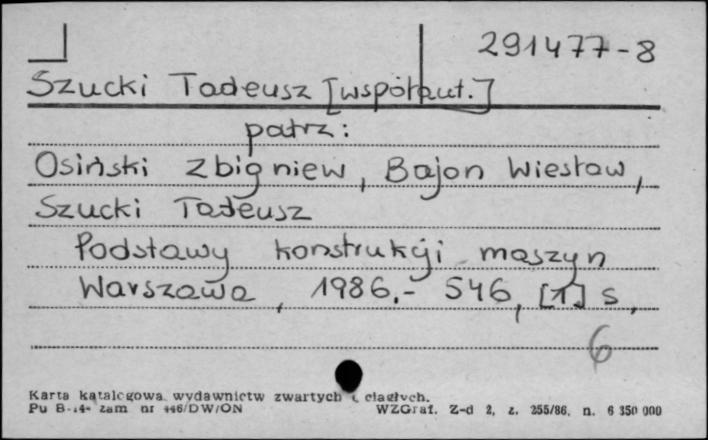 291477-8
Szucki Tadeusz [współaut.]
patrz:
Osiński Zbigniew, Bajon Wiesław,
Szucki Tadeusz
Podstawy konstrukcji maszyn
Warszawa, 1986.- 546, [1] s.
6
Karta katalogowa wydawnictw zwartych i ciągłych.
Pu B-14- zam nr 446/DW/ON WZGraf. Z-d 2, z. 255/86. n. 6 350 000